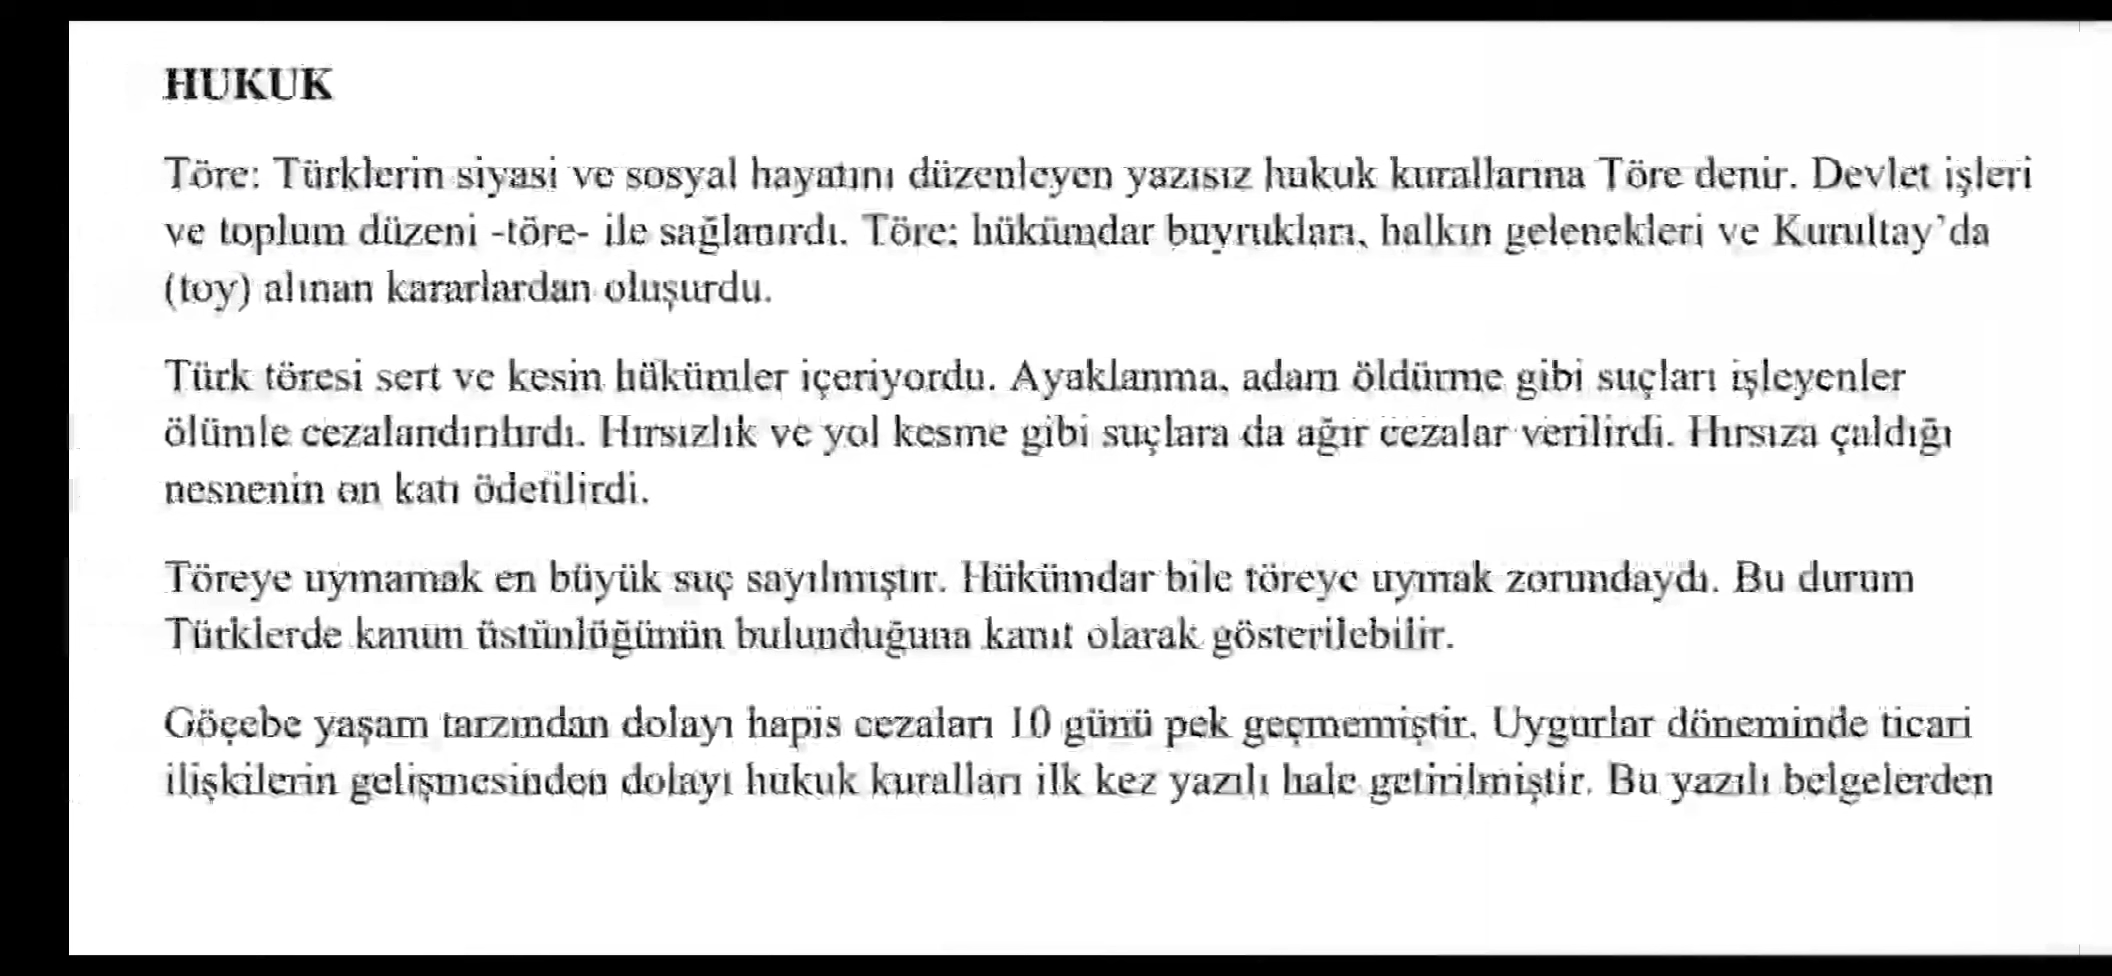 HUKUK
Töre: Türklerin siyasi ve sosyal hayatını düzenleyen yazısız hukuk kurallarına Töre denir. Devlet işleri
ve toplum düzeni -töre- ile sağlanırdı. Töre: hükümdar buyrukları, halkın gelenekleri ve Kurultay'da
(toy) alınan kararlardan oluşurdu.
Türk töresi sert ve kesin hükümler içeriyordu. Ayaklanma, adam öldürme gibi suçları işleyenler
ölümle cezalandırılırdı. Hırsızlık ve yol kesme gibi suçlara da ağır cezalar verilirdi. Hırsıza çaldığı
nesnenin on katı ödetilirdi.
Töreye uymamak en büyük suç sayılmıştır. Hükümdar bile töreye uymak zorundaydı. Bu durum
Türklerde kanun üstünlüğünün bulunduğuna kanıt olarak gösterilebilir.
Göçebe yaşam tarzından dolayı hapis cezaları 10 günü pek geçmemiştir. Uygurlar döneminde ticari
ilişkilerin gelişmesinden dolayı hukuk kuralları ilk kez yazılı hale getirilmiştir. Bu yazılı belgelerden